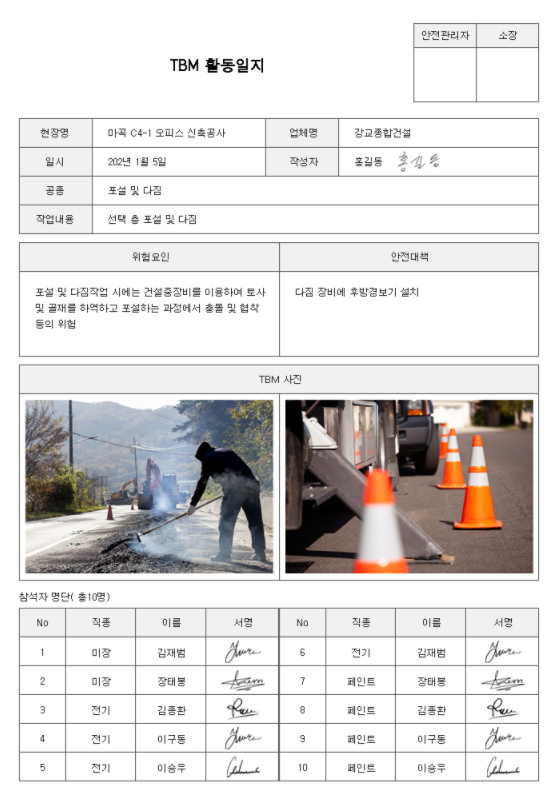 안전관리자 소장
TBM 활동일지
현장명 마곡 C4-1 오피스 신축공사 업체명 강교종합건설
일시 202년 1월 5일 작성자 홍길동 홍길동
공종 포설 및 다짐
작업내용 선택 층 포설 및 다짐
위험요인 안전대책
포설 및 다짐작업 시에는 건설중장비를 이용하여 토사 다짐 장비에 후방경보기 설치
및 골재를 하역하고 포설하는 과정에서 충돌 및 협착
등의 위험
TBM 사진
참석자 명단( 총10명)
No 직종 이름 서명 No 직종 이름 서명
1 미장 김재범 6 전기 김재범
2 미장 장태봉 7 페인트 장태봉
3 전기 김종환 8 페인트 김종환
4 전기 이구동 9 페인트 이구동
5 전기 이승우 10 페인트 이승우